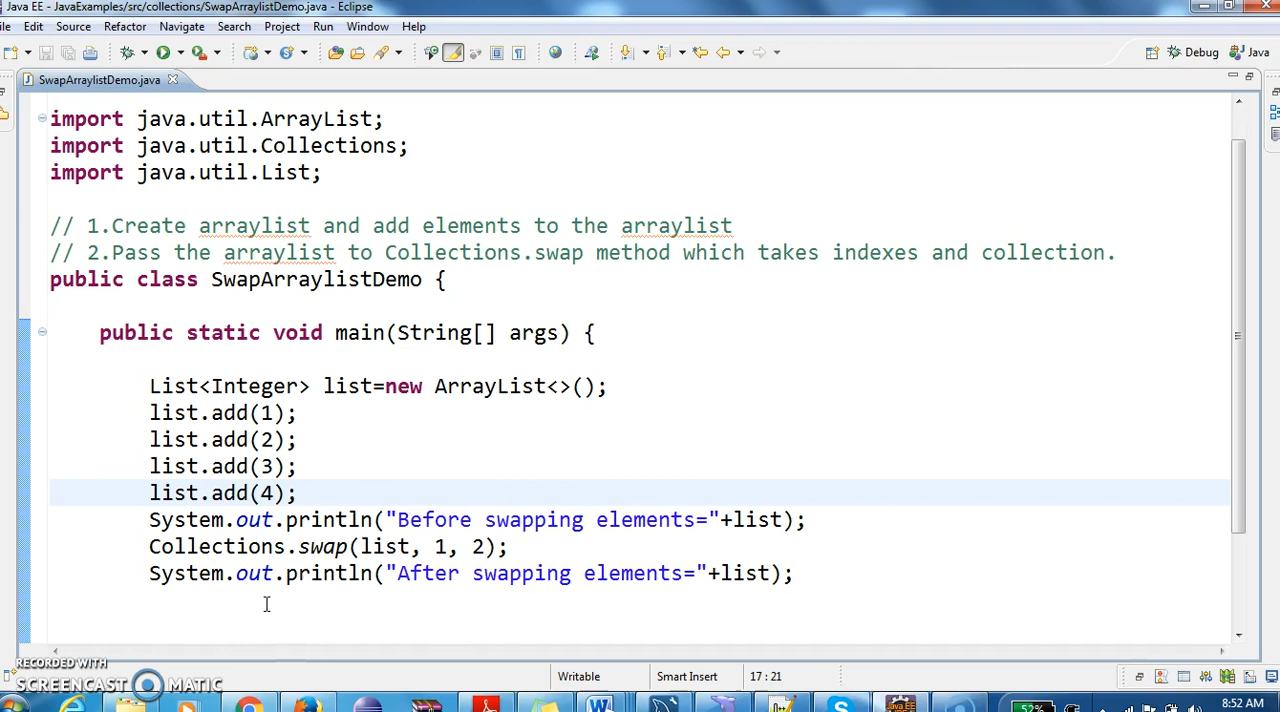 Java EE - JavaExamples/src/collections/SwapArraylistDemo.java - Eclipse
ile Edit Source Refactor Navigate Search Project Run Window Help
Debug Java
SwapArraylistDemo.java
import java.util.ArrayList;
import java.util.Collections;
import java.util.List;
// 1.Create arraylist and add elements to the arraylist
// 2.Pass the arraylist to Collections.swap method which takes indexes and collection.
public class SwapArraylistDemo {
public static void main(String[] args) {
List<Integer> list=new ArrayList<>();
list.add(1);
list.add(2);
list.add(3);
list.add(4);
System.out.println("Before swapping elements="+list);
Collections.swap(list, 1, 2);
System.out.println("After swapping elements="+list);
RECORDED WITH
SCREENCAST MATIC
Writable Smart Insert 17 : 21
52% 8:52 AM